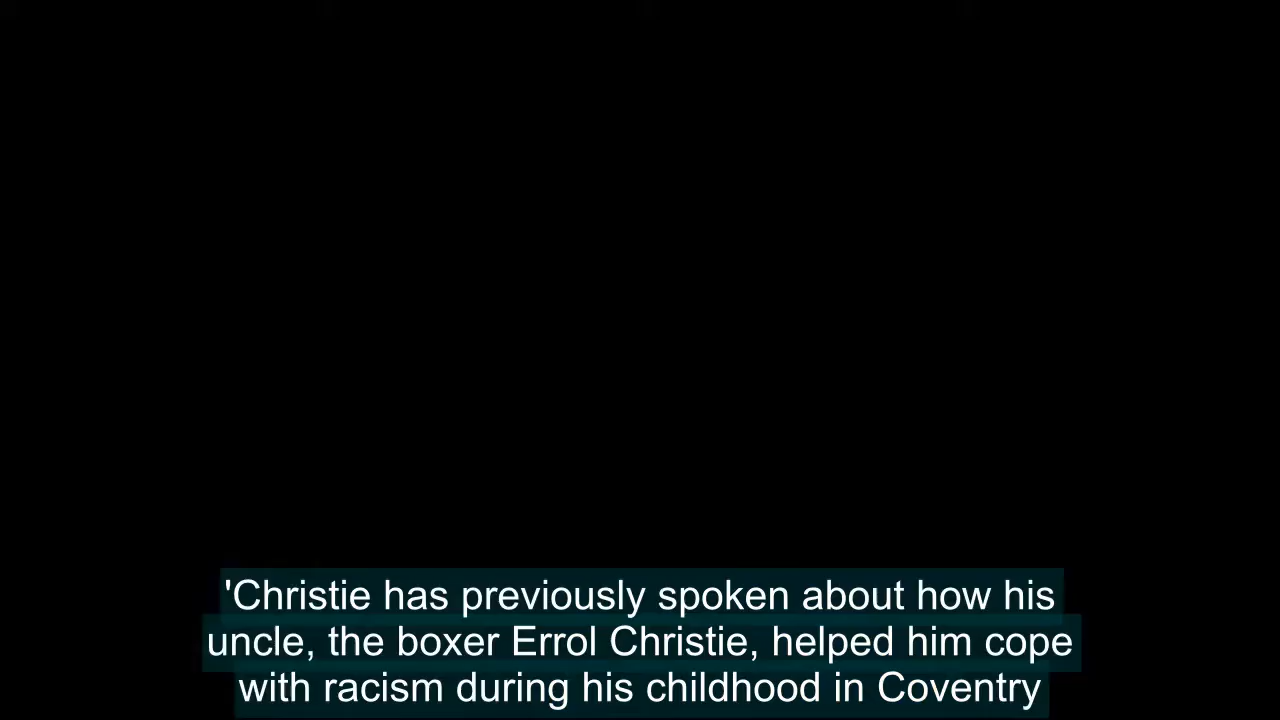 'Christie has previously spoken about how his
uncle, the boxer Errol Christie, helped him cope
with racism during his childhood in Coventry